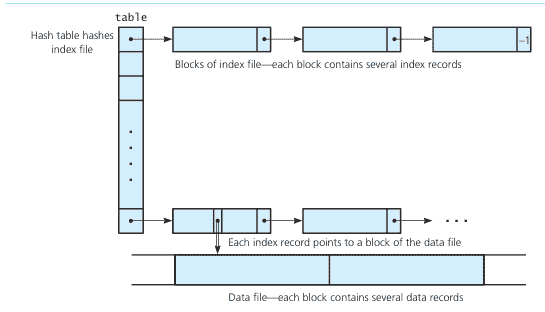 table
Hash table hashes
index file
–1
Blocks of index file—each block contains several index records
Each index record points to a block of the data file
Data file—each block contains several data records